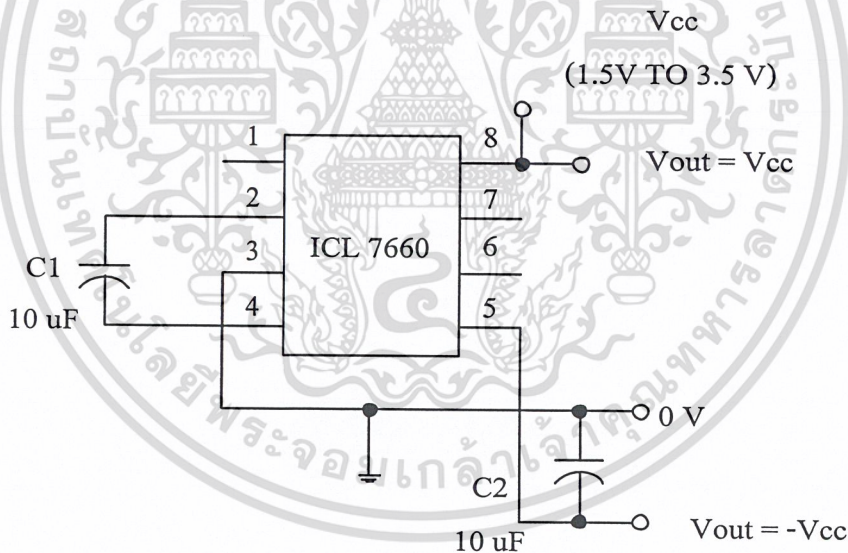 Vcc
(1.5V TO 3.5 V)
1
8
Vout = Vcc
2
7
3
6
ICL 7660
C1
10 uF
4
5
0 V
C2
10 uF
Vout = -Vcc